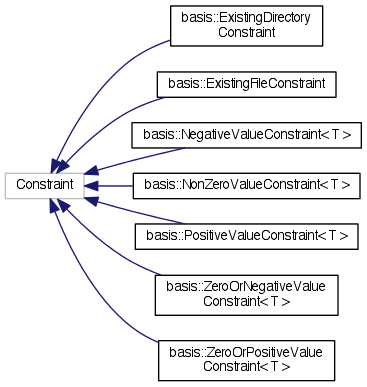 basis::ExistingDirectory
Constraint
basis::ExistingFileConstraint
basis::NegativeValueConstraint< T >
Constraint
basis::NonZeroValueConstraint< T >
basis::PositiveValueConstraint< T >
basis::ZeroOrNegativeValue
Constraint< T >
basis::ZeroOrPositiveValue
Constraint< T >